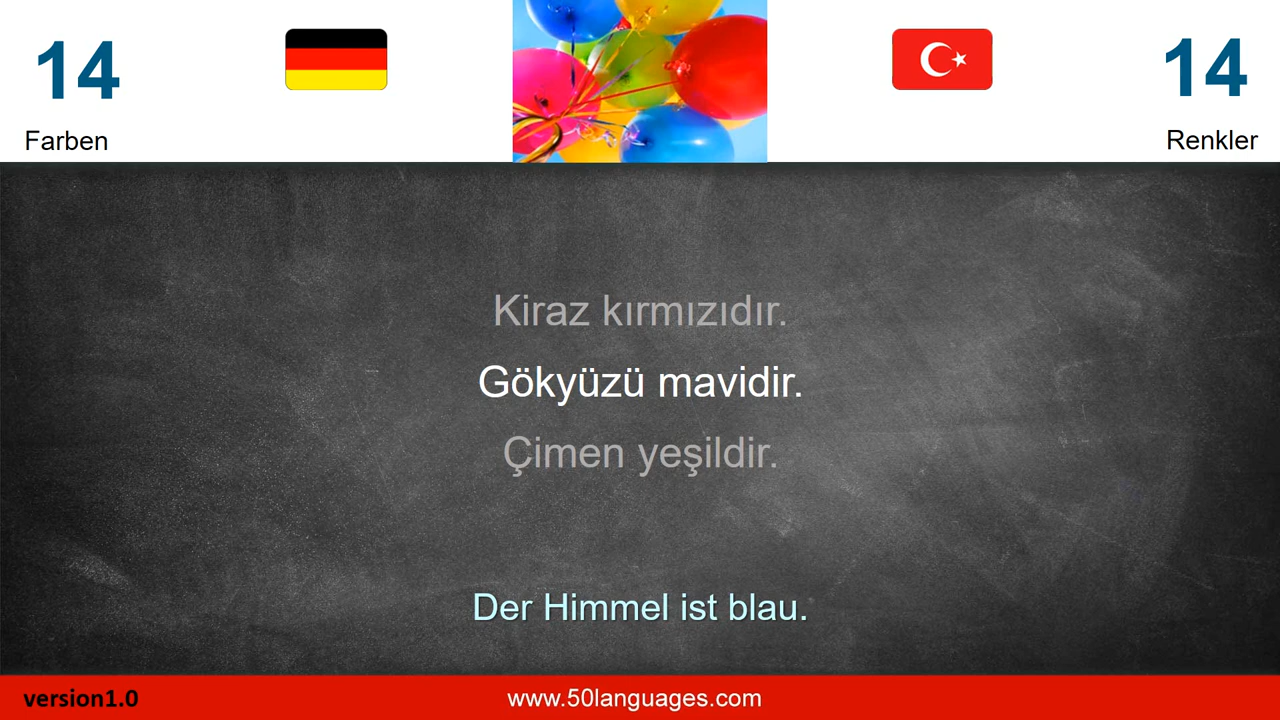 14
14
Farben
Renkler
Kiraz kırmızıdır.
Gökyüzü mavidir.
Çimen yeşildir.
Der Himmel ist blau.
version1.0
www.50languages.com